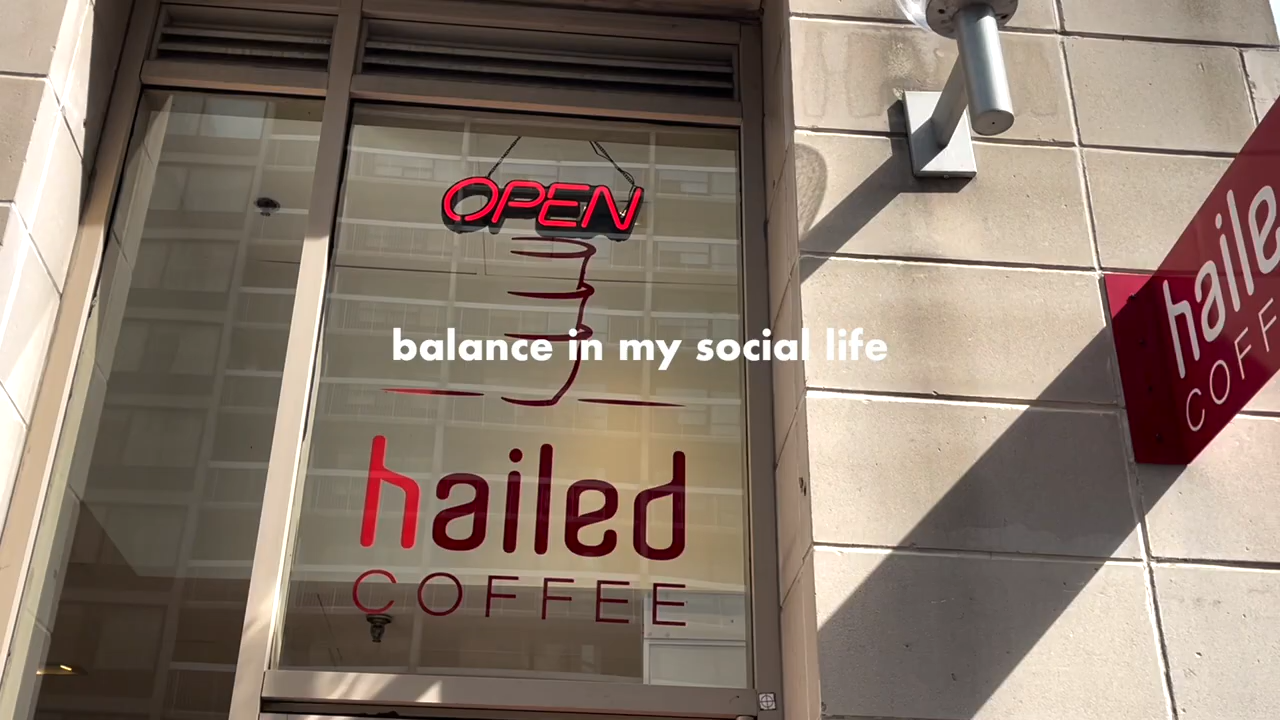 OPEN
balance in my social life
hailed
COFFEE
haile
COFF